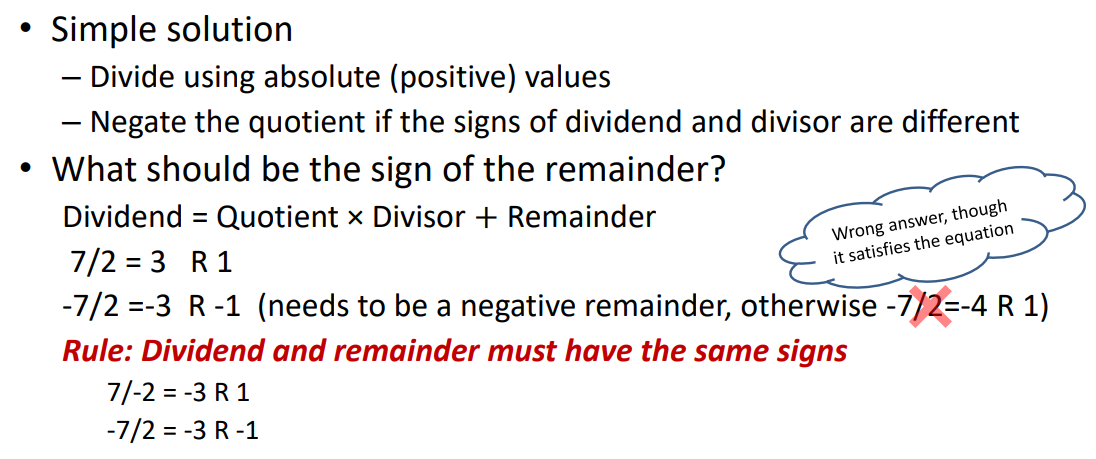 • Simple solution
– Divide using absolute (positive) values
– Negate the quotient if the signs of dividend and divisor are different
• What should be the sign of the remainder?
Dividend = Quotient × Divisor + Remainder
Wrong answer, though
it satisfies the equation
7/2 = 3 R 1
-7/2 =-3 R -1 (needs to be a negative remainder, otherwise -7/2=-4 R 1)
Rule: Dividend and remainder must have the same signs
7/-2 = -3 R 1
-7/2 = -3 R -1